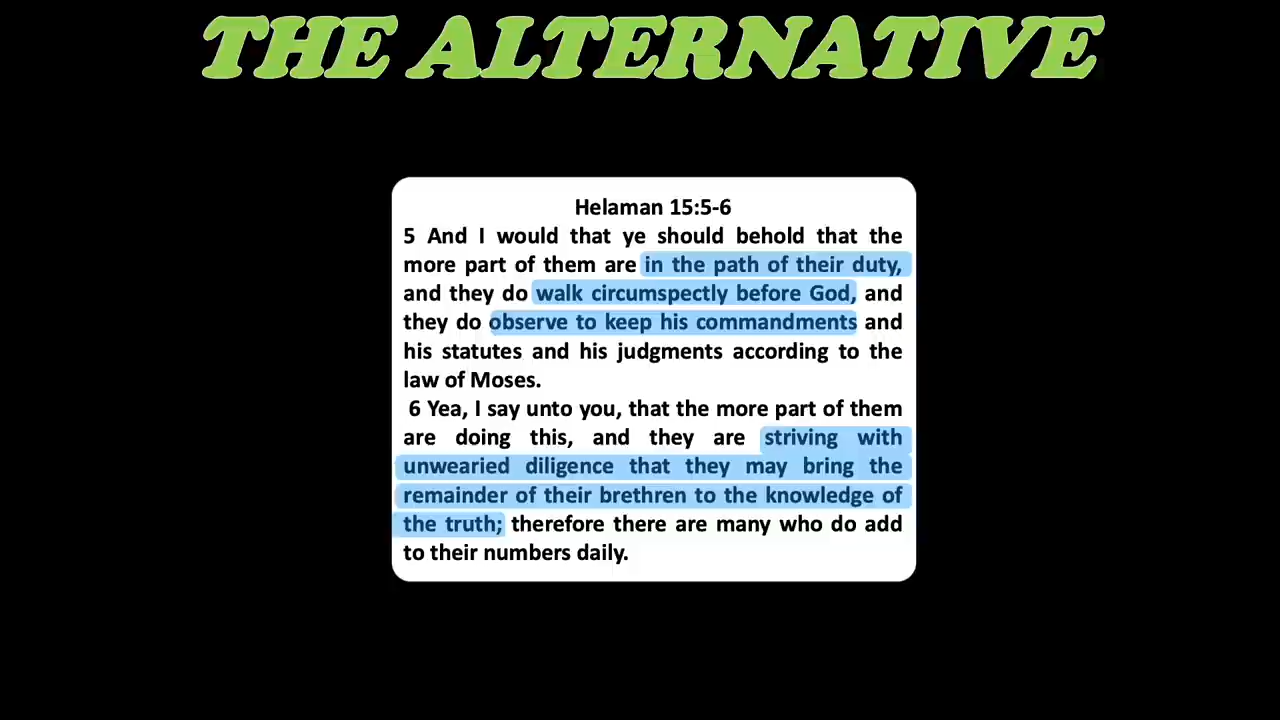 THE ALTERNATIVE
Helaman 15:5-6
5 And I would that ye should behold that the
more part of them are in the path of their duty,
and they do walk circumspectly before God, and
they do observe to keep his commandments and
his statutes and his judgments according to the
law of Moses.
6 Yea, I say unto you, that the more part of them
are doing this, and they are striving with
unwearied diligence that they may bring the
remainder of their brethren to the knowledge of
the truth; therefore there are many who do add
to their numbers daily.